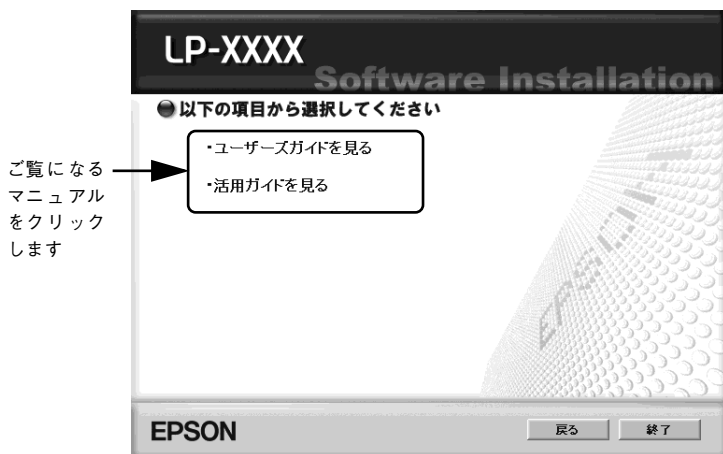 LP-XXXX
Software Installation
以下の項目から選択してください
・ユーザーズガイドを見る
・活用ガイドを見る
ご覧になる
マニュアル
をクリック
します
EPSON
EPSON
戻る
終了